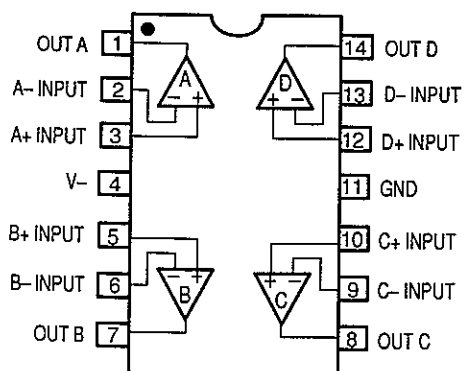 OUT A 1 14 OUT D
A- INPUT 2 A D 13 D- INPUT
- + + -
A+ INPUT 3 12 D+ INPUT
V- 4 11 GND
B+ INPUT 5 10 C+ INPUT
- + + -
B- INPUT 6 B C 9 C- INPUT
OUT B 7 8 OUT C